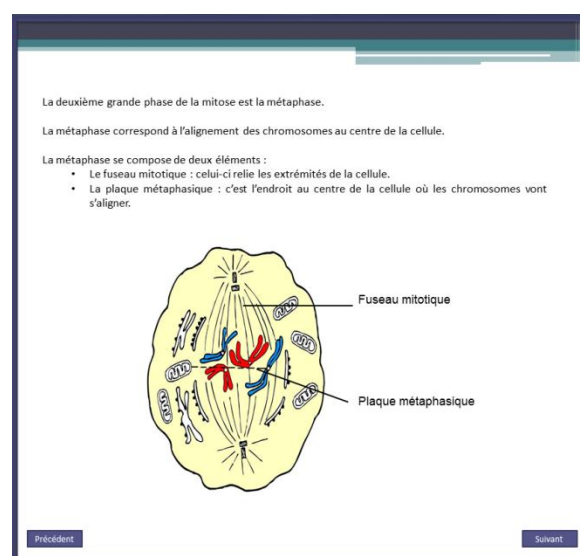 La deuxième grande phase de la mitose est la métaphase.
La métaphase correspond à l'alignement des chromosomes au centre de la cellule.
La métaphase se compose de deux éléments :
• Le fuseau mitotique : celui-ci relie les extrémités de la cellule.
• La plaque métaphasique : c'est l'endroit au centre de la cellule où les chromosomes vont
s'aligner.
Fuseau mitotique
Plaque métaphasique
Précédent
Suivant